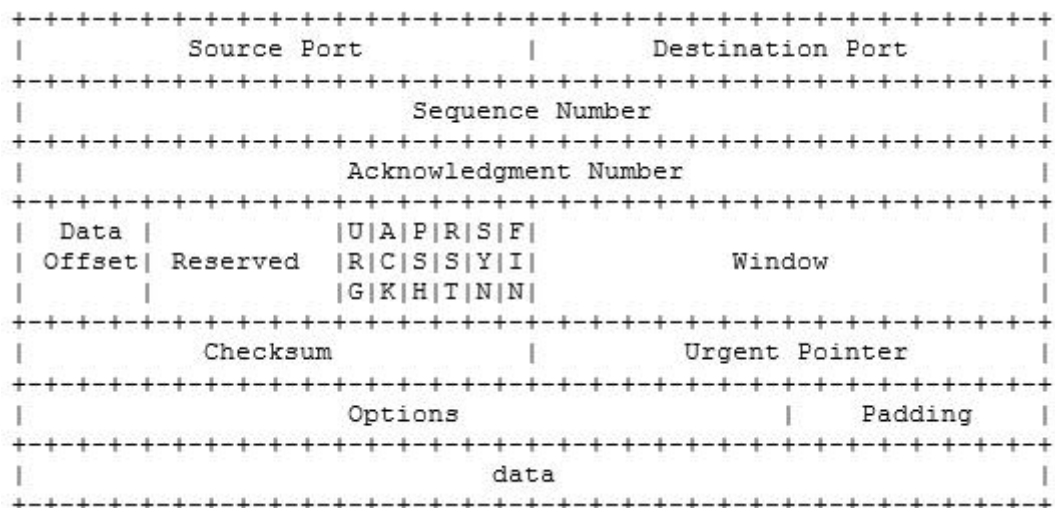 +-+-+-+-+-+-+-+-+-+-+-+-+-+-+-+-+-+-+-+-+-+-+-+-+-+-+-+-+-+-+-+-+
|          Source Port          |       Destination Port        |
+-+-+-+-+-+-+-+-+-+-+-+-+-+-+-+-+-+-+-+-+-+-+-+-+-+-+-+-+-+-+-+-+
|                        Sequence Number                        |
+-+-+-+-+-+-+-+-+-+-+-+-+-+-+-+-+-+-+-+-+-+-+-+-+-+-+-+-+-+-+-+-+
|                    Acknowledgment Number                      |
+-+-+-+-+-+-+-+-+-+-+-+-+-+-+-+-+-+-+-+-+-+-+-+-+-+-+-+-+-+-+-+-+
|  Data |           |U|A|P|R|S|F|                               |
| Offset| Reserved  |R|C|S|S|Y|I|            Window             |
|       |           |G|K|H|T|N|N|                               |
+-+-+-+-+-+-+-+-+-+-+-+-+-+-+-+-+-+-+-+-+-+-+-+-+-+-+-+-+-+-+-+-+
|           Checksum            |         Urgent Pointer        |
+-+-+-+-+-+-+-+-+-+-+-+-+-+-+-+-+-+-+-+-+-+-+-+-+-+-+-+-+-+-+-+-+
|                    Options                    |    Padding    |
+-+-+-+-+-+-+-+-+-+-+-+-+-+-+-+-+-+-+-+-+-+-+-+-+-+-+-+-+-+-+-+-+
|                             data                              |
+-+-+-+-+-+-+-+-+-+-+-+-+-+-+-+-+-+-+-+-+-+-+-+-+-+-+-+-+-+-+-+-+